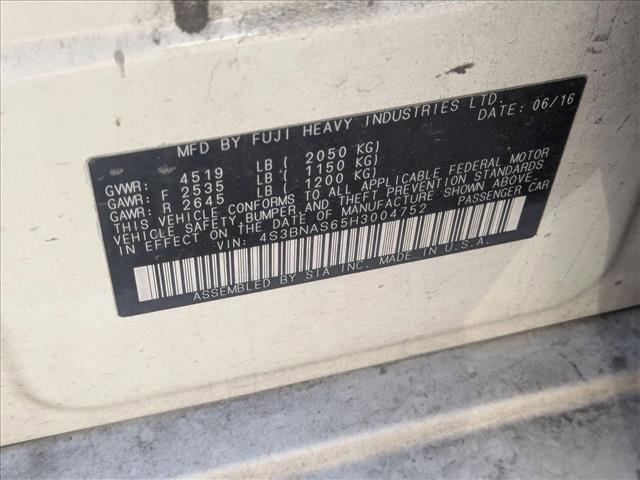 MFD BY FUJI HEAVY INDUSTRIES LTD.
DATE: 06/16
GVWR: 4519 LB ( 2050 KG)
GAWR: F 2535 LB ( 1150 KG)
GAWR: R 2645 LB ( 1200 KG)
THIS VEHICLE CONFORMS TO ALL APPLICABLE FEDERAL MOTOR
VEHICLE SAFETY, BUMPER, AND THEFT PREVENTION STANDARDS
IN EFFECT ON THE DATE OF MANUFACTURE SHOWN ABOVE.
VIN: 4S3BNAS65H3004752 PASSENGER CAR
ASSEMBLED BY SIA INC. MADE IN U.S.A.